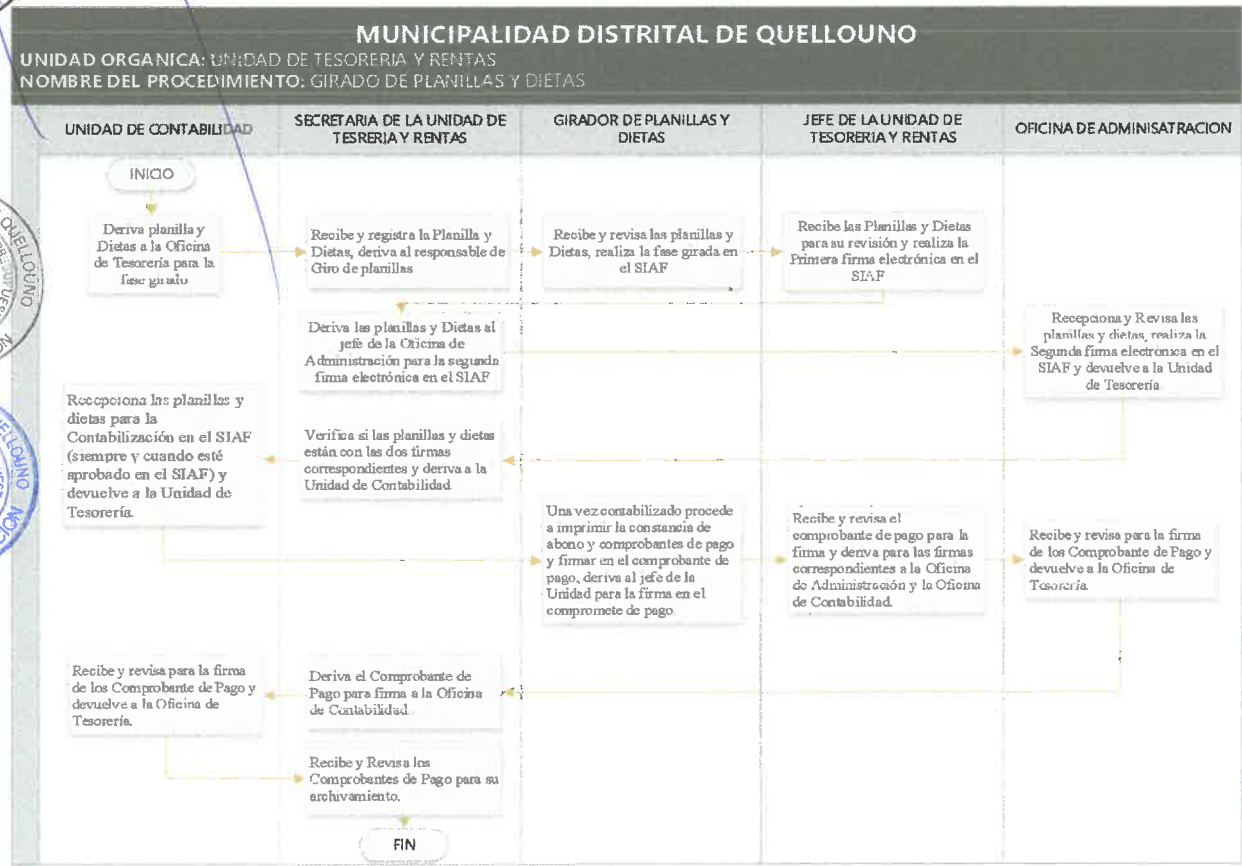 MUNICIPALIDAD DISTRITAL DE QUELLOUNO
UNIDAD ORGANICA: UNIDAD DE TESORERIA Y RENTAS
NOMBRE DEL PROCEDIMIENTO: GIRADO DE PLANILLAS Y DIETAS
UNIDAD DE CONTABILIDAD
SECRETARIA DE LA UNIDAD DE
TESRERIA Y RENTAS
GIRADOR DE PLANILLAS Y
DIETAS
JEFE DE LA UNIDAD DE
TESORERIA Y RENTAS
OFICINA DE ADMINISATRACION
INICIO
Deriva planilla y
Dietas a la Oficina
de Tesorería para la
fase girado
Recibe y registra la Planilla y
Dietas, deriva al responsable de
Giro de planillas
Recibe y revisa las planillas y
Dietas, realiza la fase girada en
el SIAF
Recibe las Planillas y Dietas
para su revisión y realiza la
Primera firma electrónica en el
SIAF
Deriva las planillas y Dietas al
jefe de la Oficina de
Administración para la segunda
firma electrónica en el SIAF
Recepciona y Revisa las
planillas y dietas, realiza la
Segunda firma electrónica en el
SIAF y devuelve a la Unidad
de Tesorería
Recepciona las planillas y
dietas para la
Contabilización en el SIAF
(siempre y cuando esté
aprobado en el SIAF) y
devuelve a la Unidad de
Tesorería.
Verifica si las planillas y dietas
están con las dos firmas
correspondientes y deriva a la
Unidad de Contabilidad
Una vez contabilizado procede
a imprimir la constancia de
abono y comprobantes de pago
y firmar en el comprobante de
pago, deriva al jefe de la
Unidad para la firma en el
compromete de pago
Recibe y revisa el
comprobante de pago para la
firma y deriva para las firmas
correspondientes a la Oficina
de Administración y la Oficina
de Contabilidad.
Recibe y revisa para la firma
de los Comprobante de Pago y
devuelve a la Oficina de
Tesorería.
Recibe y revisa para la firma
de los Comprobante de Pago y
devuelve a la Oficina de
Tesorería.
Deriva el Comprobante de
Pago para firma a la Oficina
de Contabilidad.
Recibe y Revisa los
Comprobantes de Pago para su
archivamiento.
FIN
QUELLOUNO